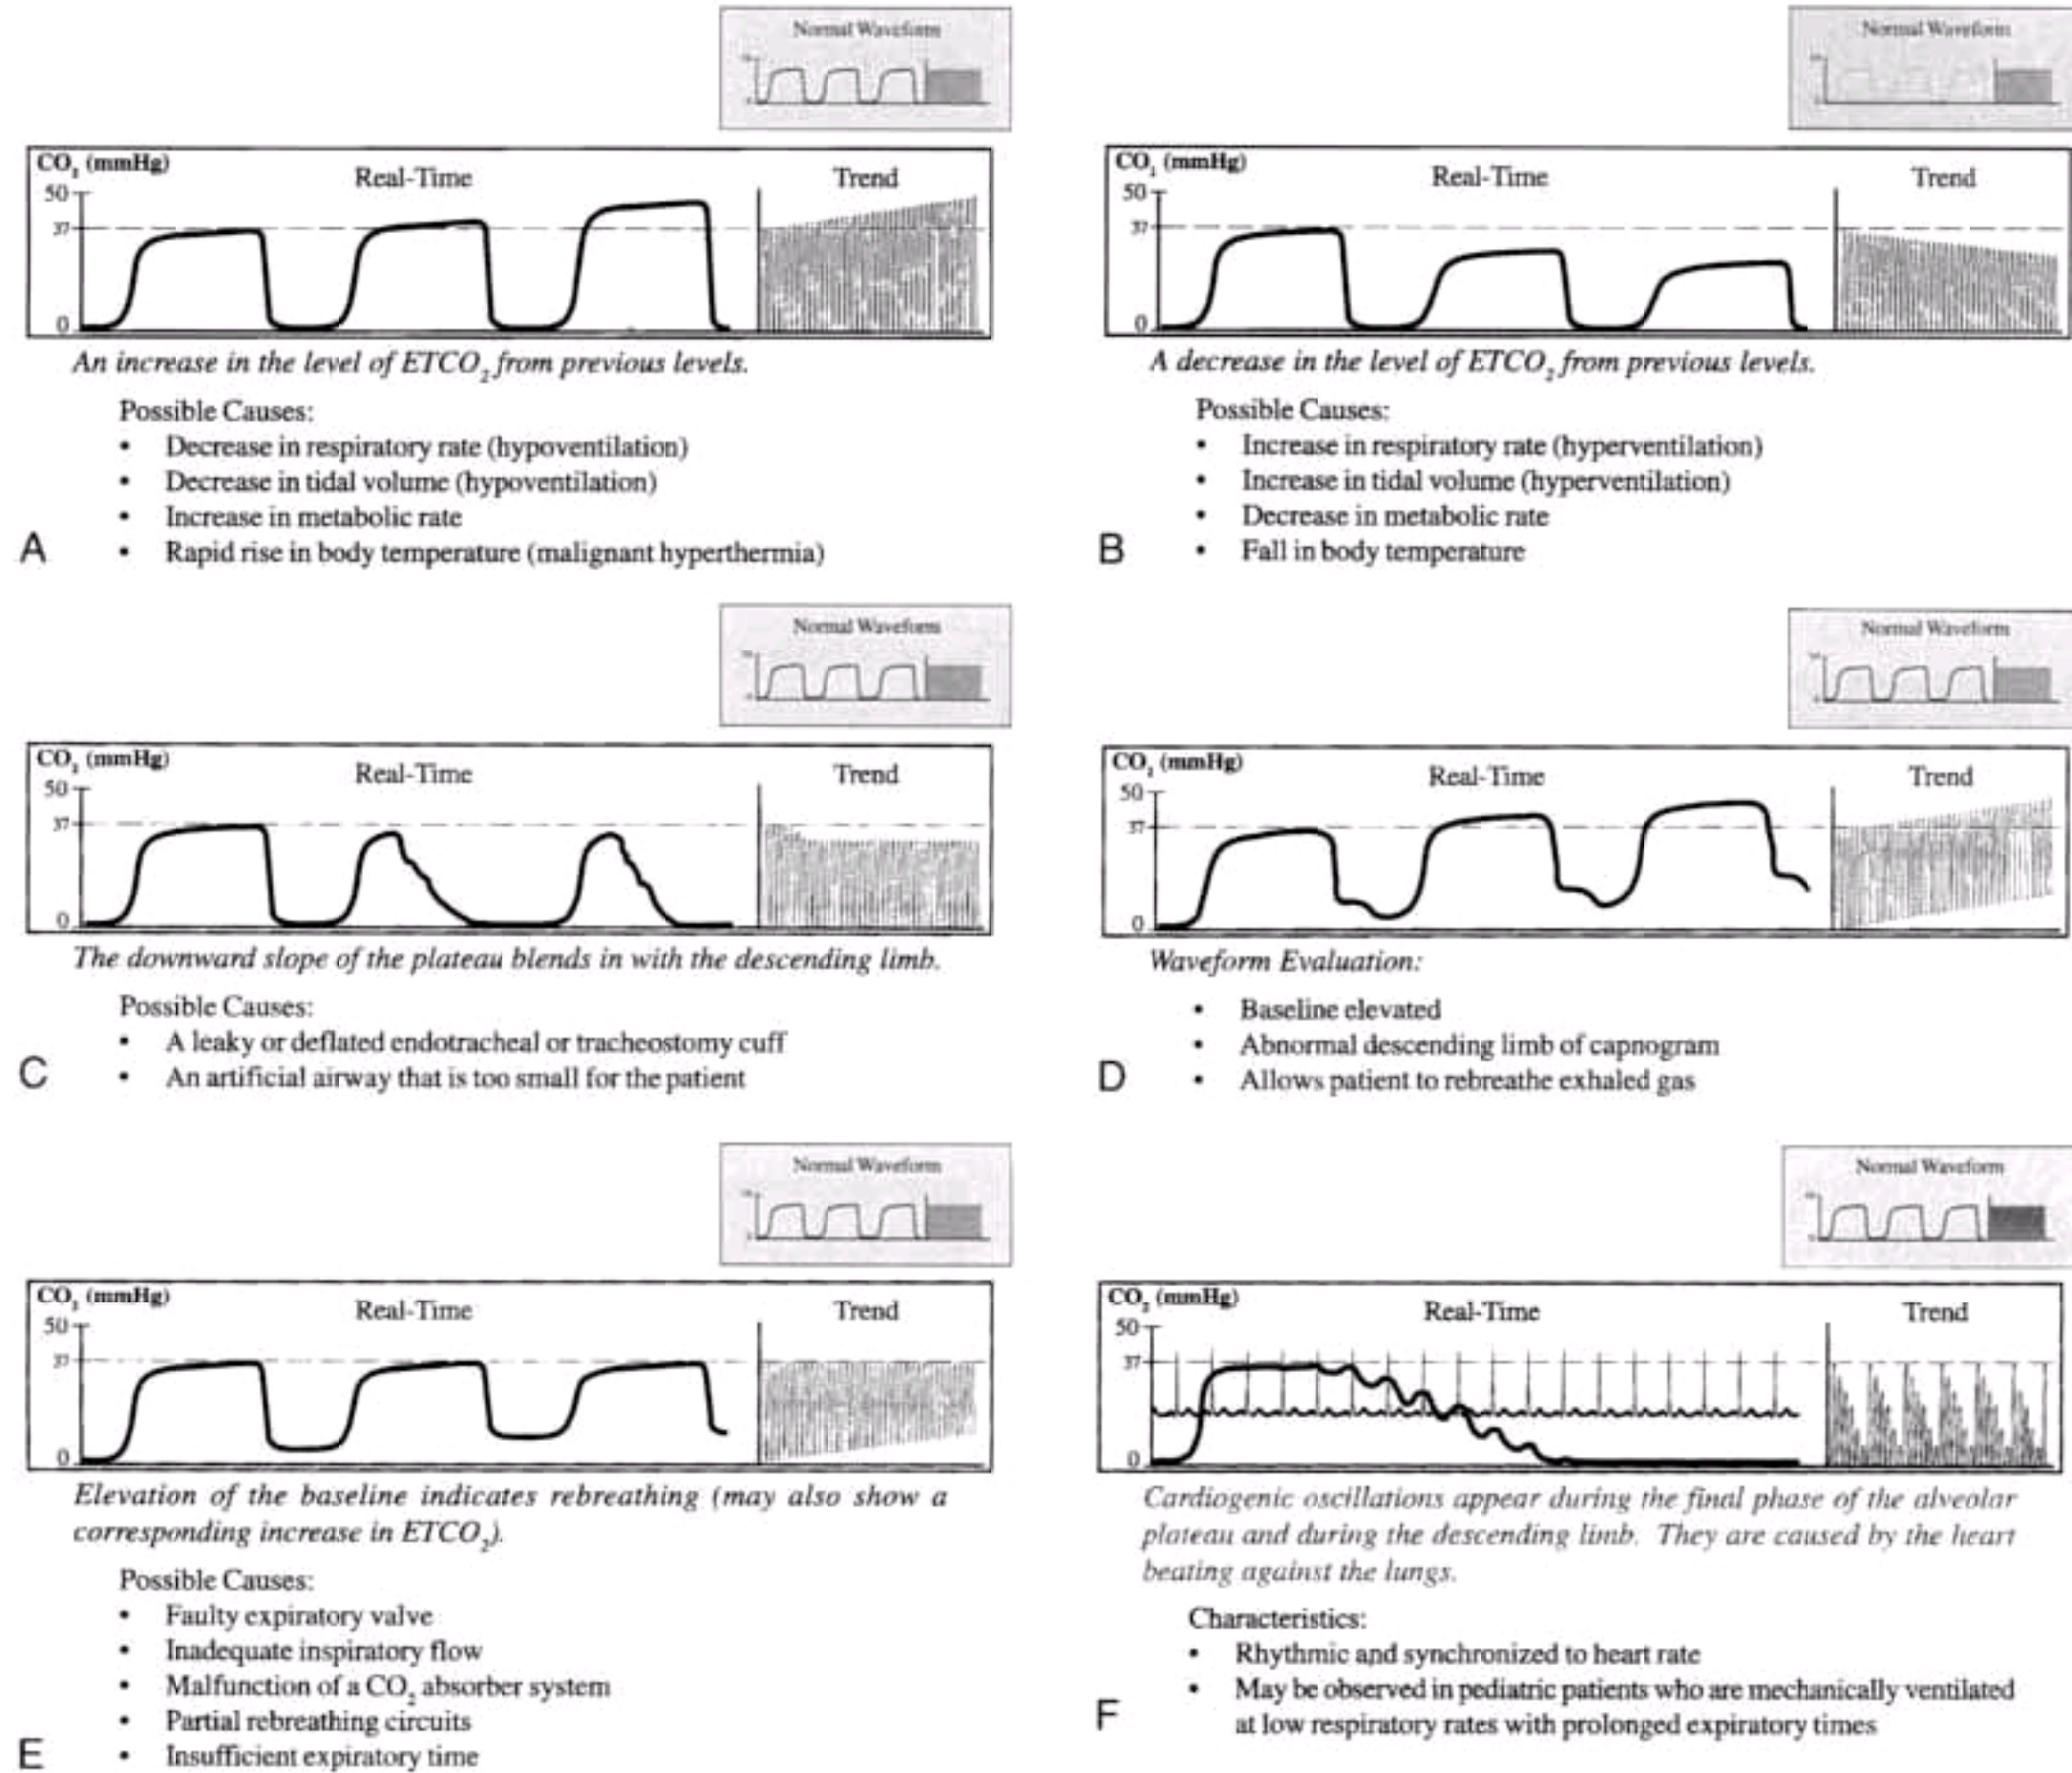 Normal Waveform
CO₂ (mmHg)
Real-Time
Trend
50
37
0
An increase in the level of ETCO₂ from previous levels.
Possible Causes:
• Decrease in respiratory rate (hypoventilation)
• Decrease in tidal volume (hypoventilation)
• Increase in metabolic rate
• Rapid rise in body temperature (malignant hyperthermia)
A
Normal Waveform
CO₂ (mmHg)
Real-Time
Trend
50
37
0
A decrease in the level of ETCO₂ from previous levels.
Possible Causes:
• Increase in respiratory rate (hyperventilation)
• Increase in tidal volume (hyperventilation)
• Decrease in metabolic rate
• Fall in body temperature
B
Normal Waveform
CO₂ (mmHg)
Real-Time
Trend
50
37
0
The downward slope of the plateau blends in with the descending limb.
Possible Causes:
• A leaky or deflated endotracheal or tracheostomy cuff
• An artificial airway that is too small for the patient
C
Normal Waveform
CO₂ (mmHg)
Real-Time
Trend
50
37
0
Waveform Evaluation:
• Baseline elevated
• Abnormal descending limb of capnogram
• Allows patient to rebreathe exhaled gas
D
Normal Waveform
CO₂ (mmHg)
Real-Time
Trend
50
37
0
Elevation of the baseline indicates rebreathing (may also show a
corresponding increase in ETCO₂).
Possible Causes:
• Faulty expiratory valve
• Inadequate inspiratory flow
• Malfunction of a CO₂ absorber system
• Partial rebreathing circuits
• Insufficient expiratory time
E
Normal Waveform
CO₂ (mmHg)
Real-Time
Trend
50
37
0
Cardiogenic oscillations appear during the final phase of the alveolar
plateau and during the descending limb. They are caused by the heart
beating against the lungs.
Characteristics:
• Rhythmic and synchronized to heart rate
• May be observed in pediatric patients who are mechanically ventilated
at low respiratory rates with prolonged expiratory times
F